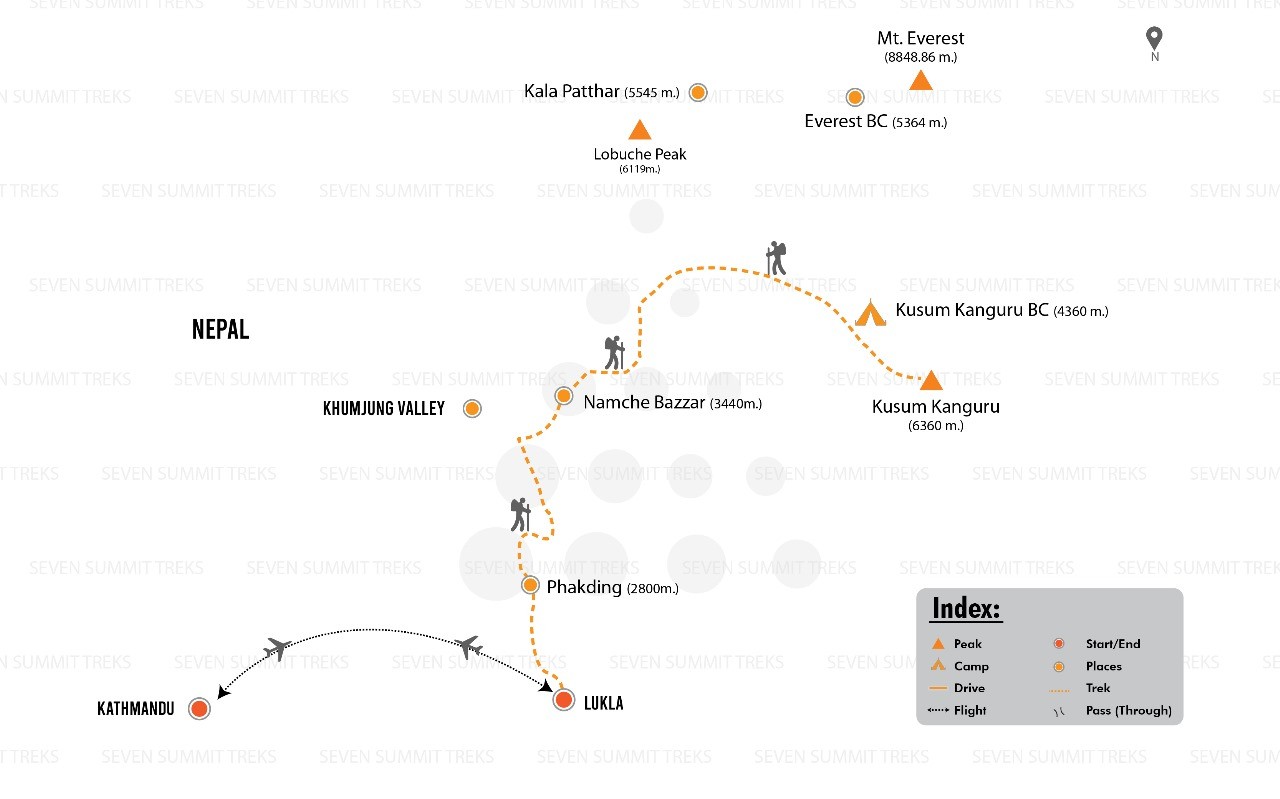 SEVEN SUMMIT TREKS
Mt. Everest
(8848.86 m.)
N
Kala Patthar (5545 m.)
Everest BC (5364 m.)
Lobuche Peak
(6119m.)
Kusum Kanguru BC (4360 m.)
NEPAL
Namche Bazzar (3440m.)
KHUMJUNG VALLEY
Kusum Kanguru
(6360 m.)
Phakding (2800m.)
KATHMANDU
LUKLA
Index:
Peak
Start/End
Camp
Places
Drive
Trek
Flight
Pass (Through)